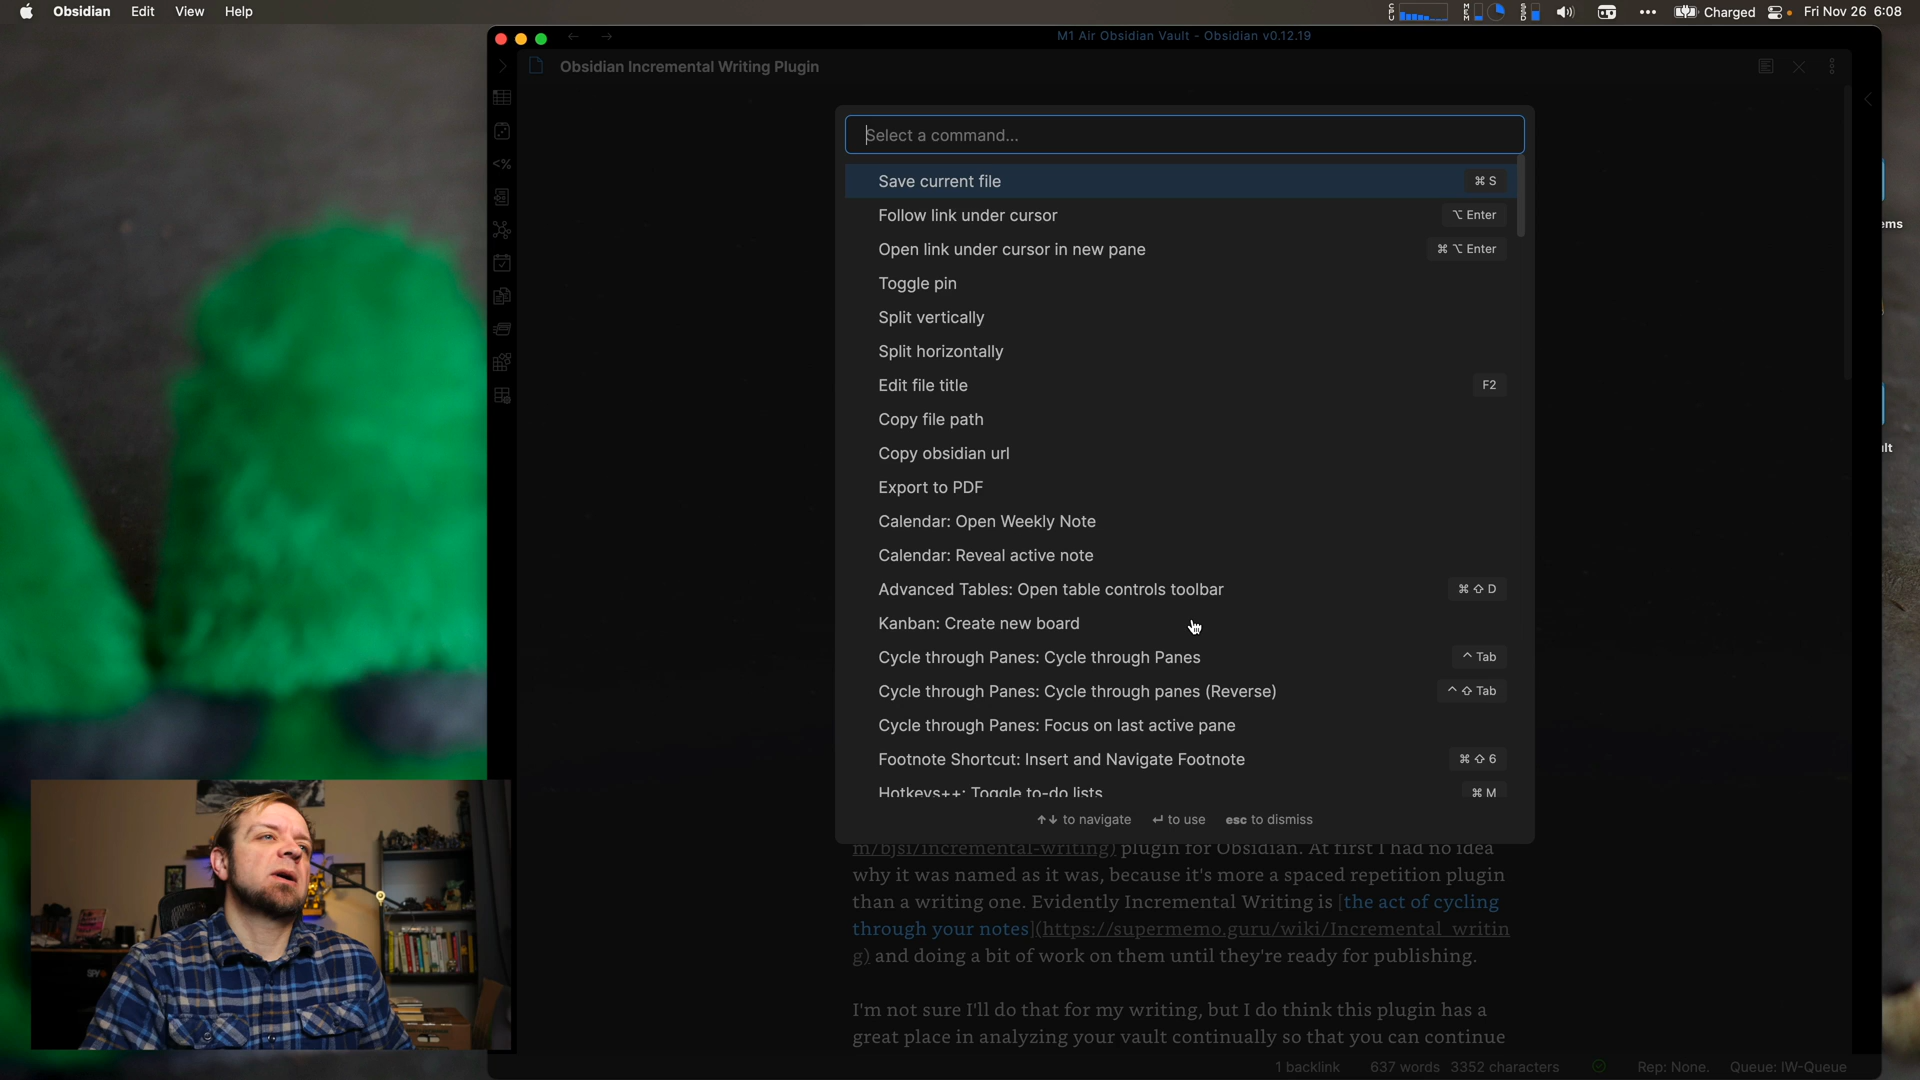 Obsidian Edit View Help
CPU MEM SSD Charged Fri Nov 26 6:08
M1 Air Obsidian Vault - Obsidian v0.12.19
Obsidian Incremental Writing Plugin
Select a command...
Save current file ⌘ S
Follow link under cursor ⌥ Enter
Open link under cursor in new pane ⌘ ⌥ Enter
Toggle pin
Split vertically
Split horizontally
Edit file title F2
Copy file path
Copy obsidian url
Export to PDF
Calendar: Open Weekly Note
Calendar: Reveal active note
Advanced Tables: Open table controls toolbar ⌘ ⇧ D
Kanban: Create new board
Cycle through Panes: Cycle through Panes ^ Tab
Cycle through Panes: Cycle through panes (Reverse) ^ ⇧ Tab
Cycle through Panes: Focus on last active pane
Footnote Shortcut: Insert and Navigate Footnote ⌘ ⇧ 6
Hotkeys++: Toggle to-do lists ⌘ M
↑↓ to navigate ↵ to use esc to dismiss
m/bjsi/incremental-writing) plugin for Obsidian. At first I had no idea
why it was named as it was, because it's more a spaced repetition plugin
than a writing one. Evidently Incremental Writing is [the act of cycling
through your notes](https://supermemo.guru/wiki/Incremental_writin
g) and doing a bit of work on them until they're ready for publishing.
I'm not sure I'll do that for my writing, but I do think this plugin has a
great place in analyzing your vault continually so that you can continue
1 backlink 637 words 3352 characters Rep: None. Queue: IW-Queue
ems
lt